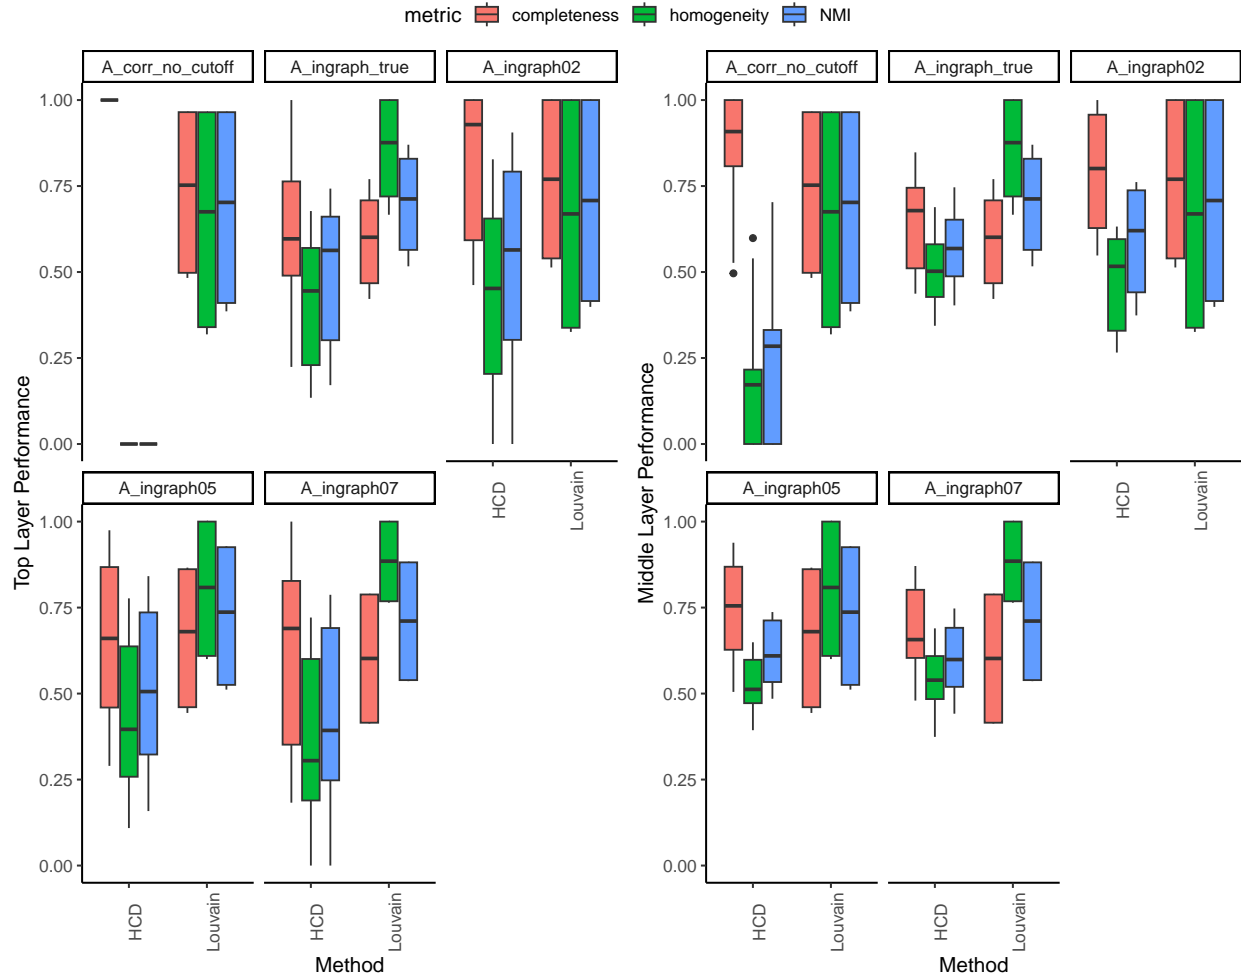 metric completeness homogeneity NMI
A_corr_no_cutoff A_ingraph_true A_ingraph02
1.00
0.75
0.50
0.25
0.00
A_ingraph05 A_ingraph07
HCD Louvain
1.00
0.75
0.50
0.25
0.00
HCD Louvain HCD Louvain
Top Layer Performance
Method
A_corr_no_cutoff A_ingraph_true A_ingraph02
1.00
0.75
0.50
0.25
0.00
A_ingraph05 A_ingraph07
HCD Louvain
1.00
0.75
0.50
0.25
0.00
HCD Louvain HCD Louvain
Middle Layer Performance
Method